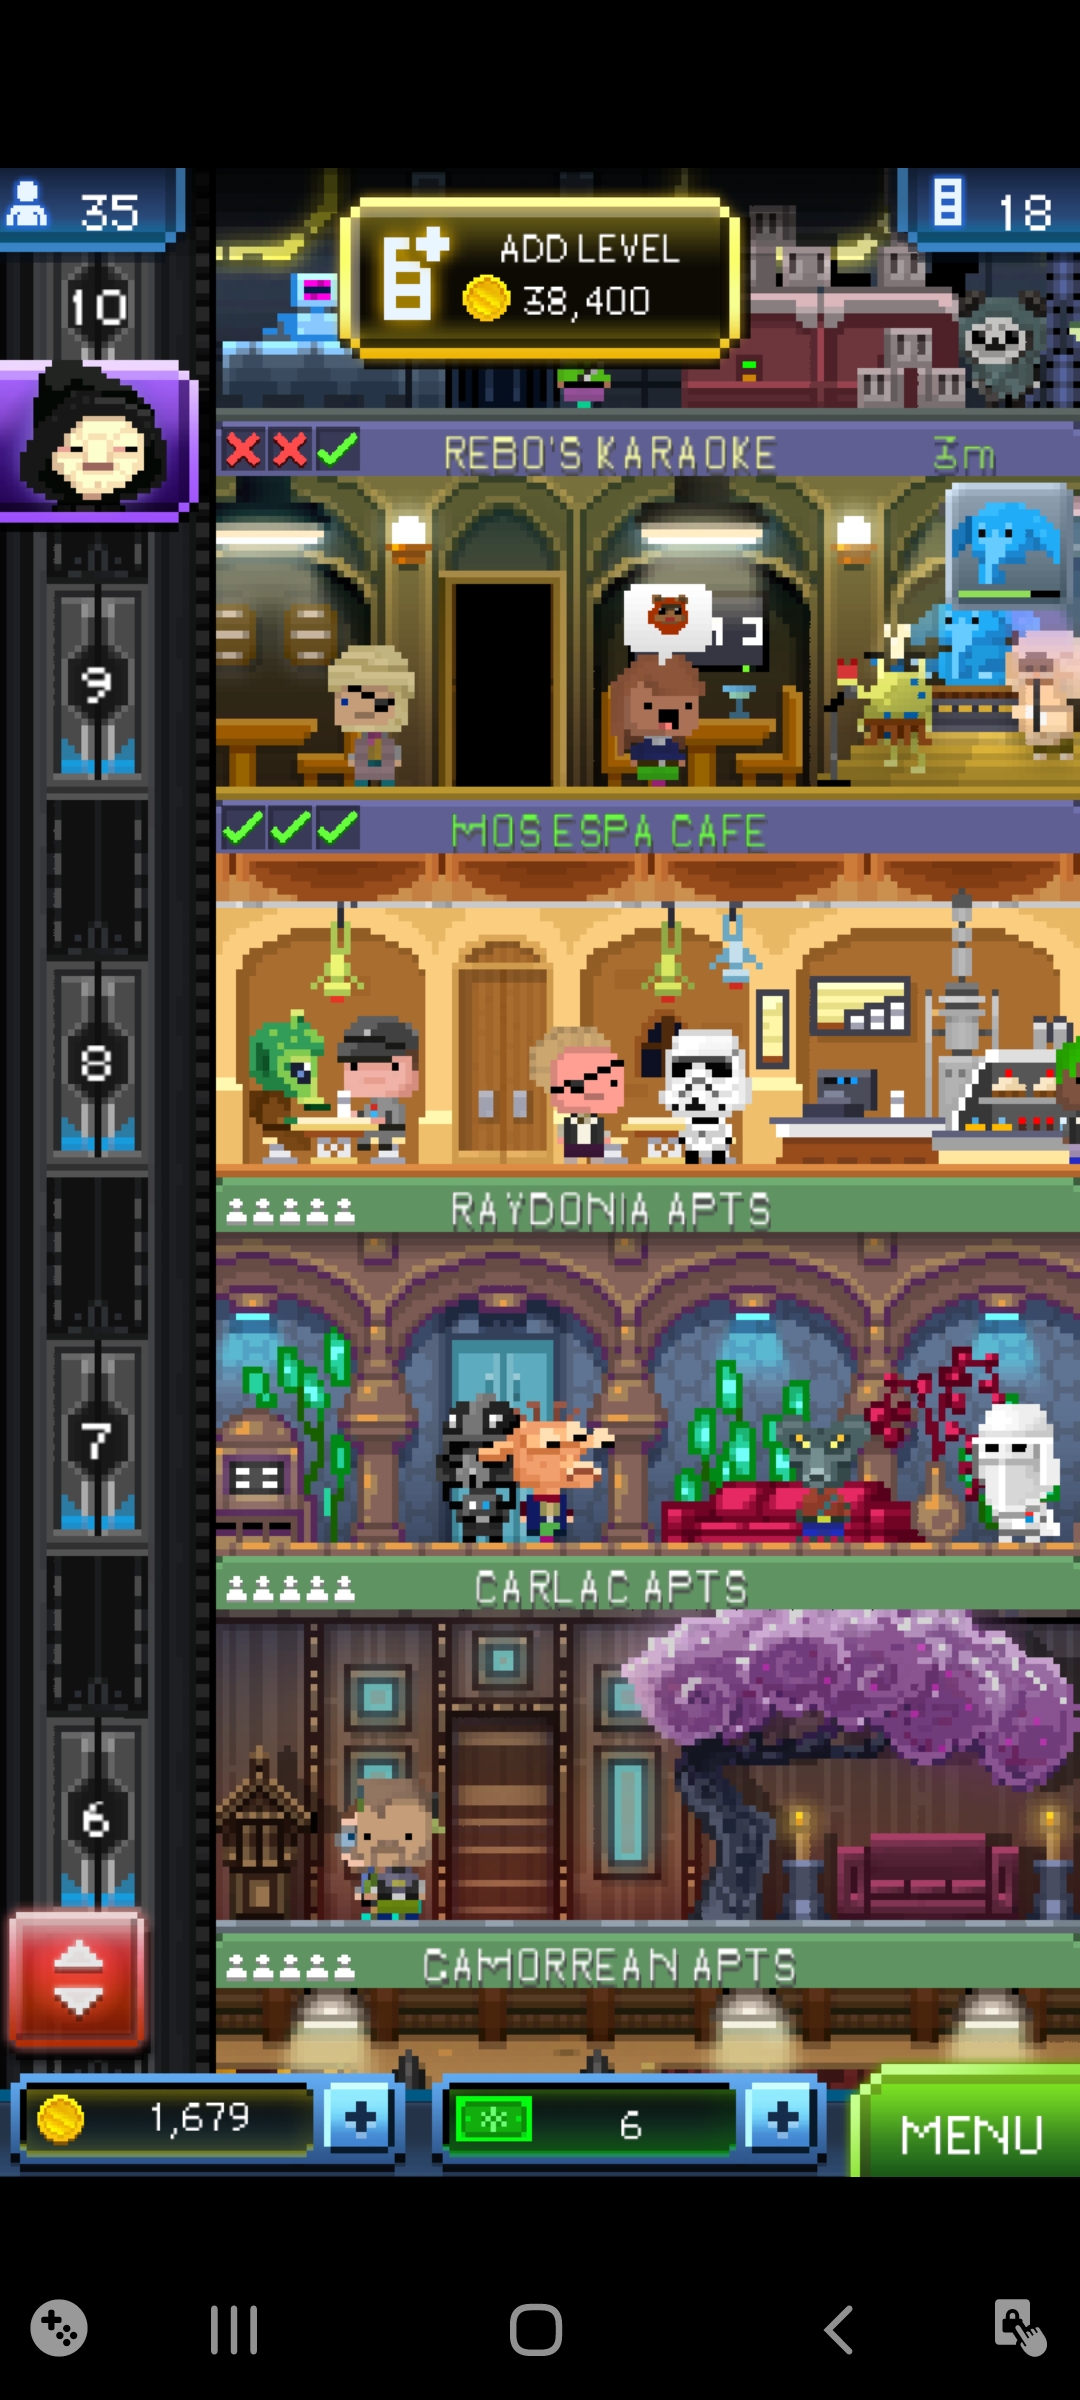 35
ADD LEVEL
38,400
18
10
REBO'S KARAOKE
3m
9
MOS ESPA CAFE
8
RAYDONIA APTS
7
CARLAC APTS
6
GAMORREAN APTS
1,679
6
MENU